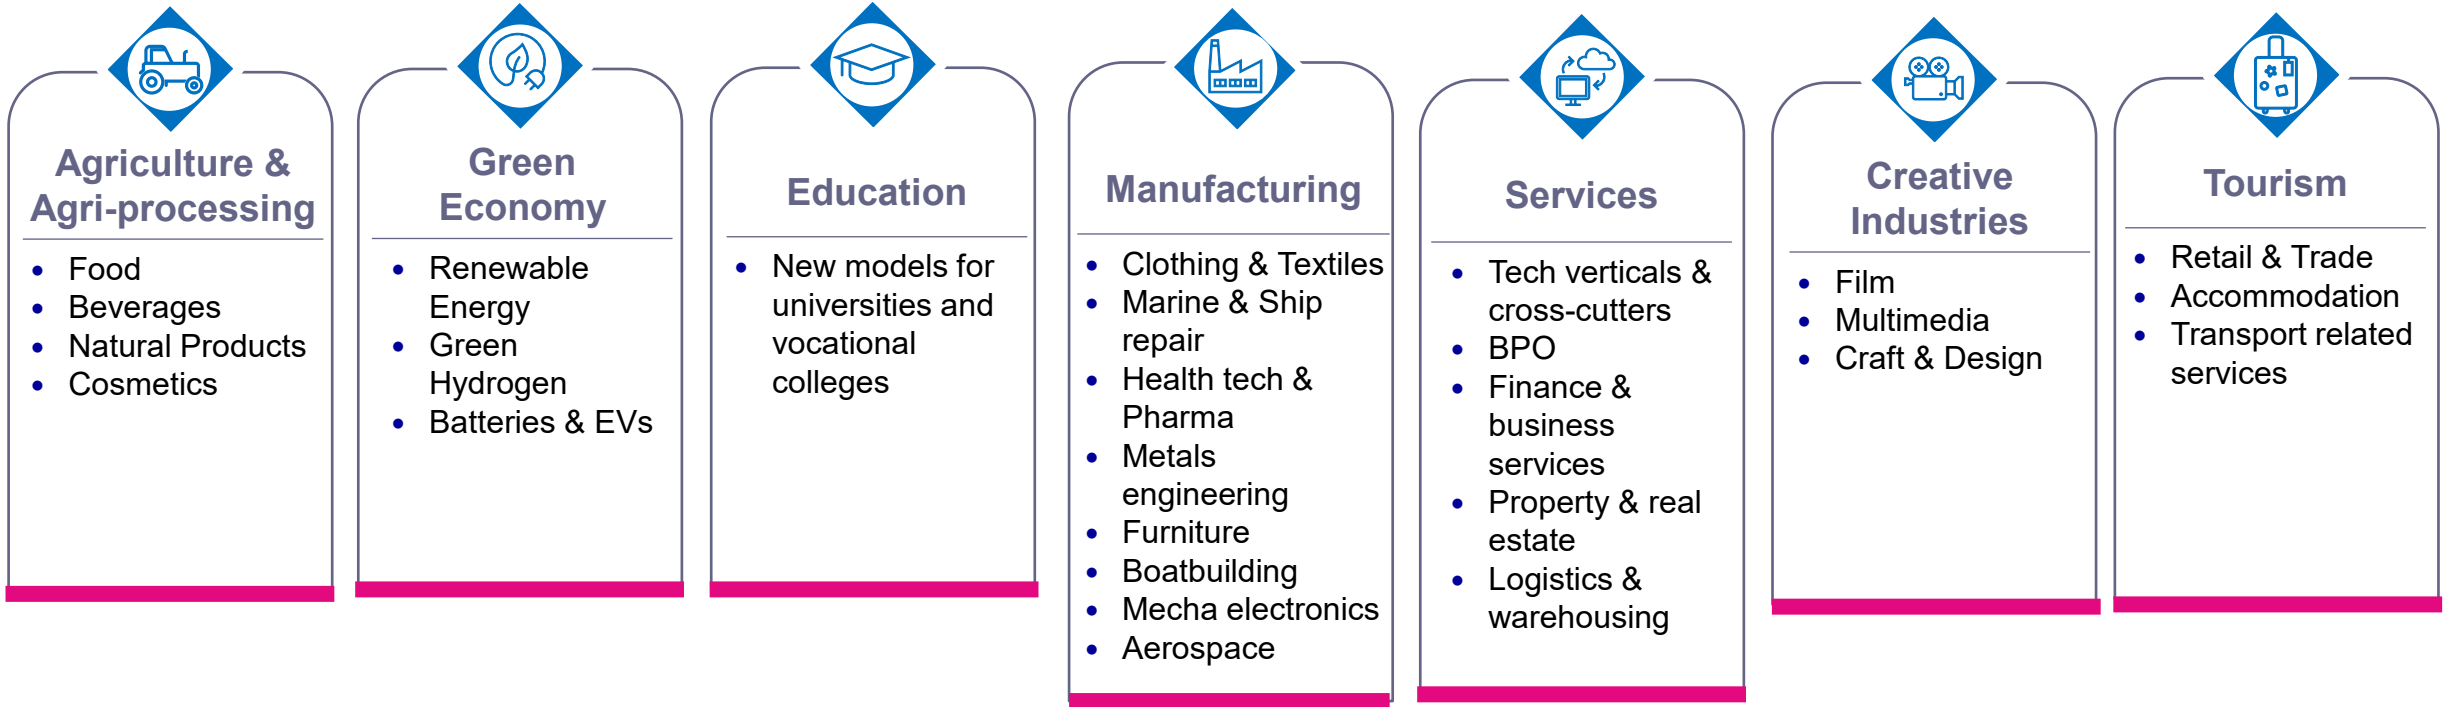 Agriculture &
Agri-processing
• Food
• Beverages
• Natural Products
• Cosmetics
Green
Economy
• Renewable
Energy
• Green
Hydrogen
• Batteries & EVs
Education
• New models for
universities and
vocational
colleges
Manufacturing
• Clothing & Textiles
• Marine & Ship
repair
• Health tech &
Pharma
• Metals
engineering
• Furniture
• Boatbuilding
• Mecha electronics
• Aerospace
Services
• Tech verticals &
cross-cutters
• BPO
• Finance &
business
services
• Property & real
estate
• Logistics &
warehousing
Creative
Industries
• Film
• Multimedia
• Craft & Design
Tourism
• Retail & Trade
• Accommodation
• Transport related
services